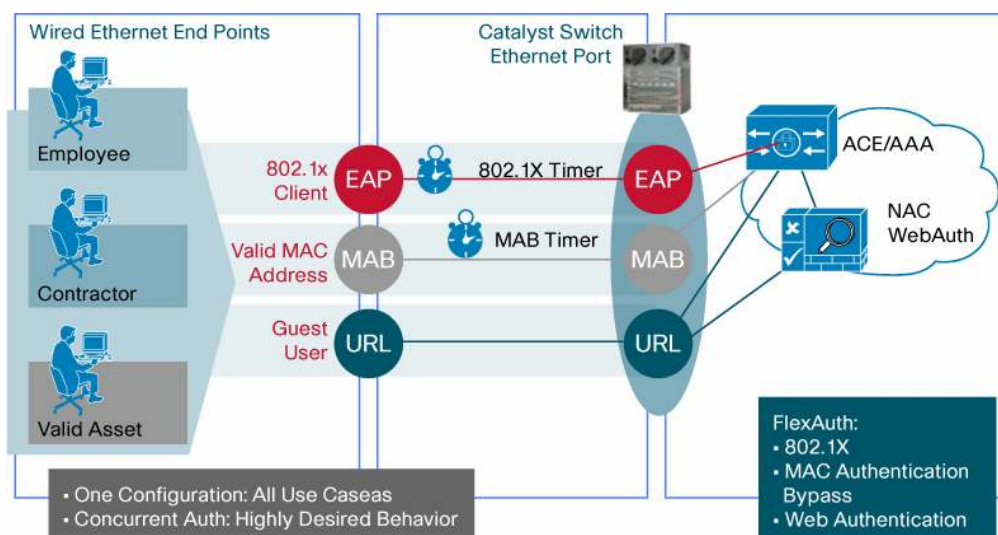 Wired Ethernet End Points
Catalyst Switch
Ethernet Port
Employee
Contractor
Valid Asset
802.1x
Client
EAP
802.1X Timer
EAP
Valid MAC
Address
MAB
MAB Timer
MAB
Guest
User
URL
URL
ACE/AAA
NAC
WebAuth
▪ One Configuration: All Use Caseas
▪ Concurrent Auth: Highly Desired Behavior
FlexAuth:
▪ 802.1X
▪ MAC Authentication
Bypass
▪ Web Authentication